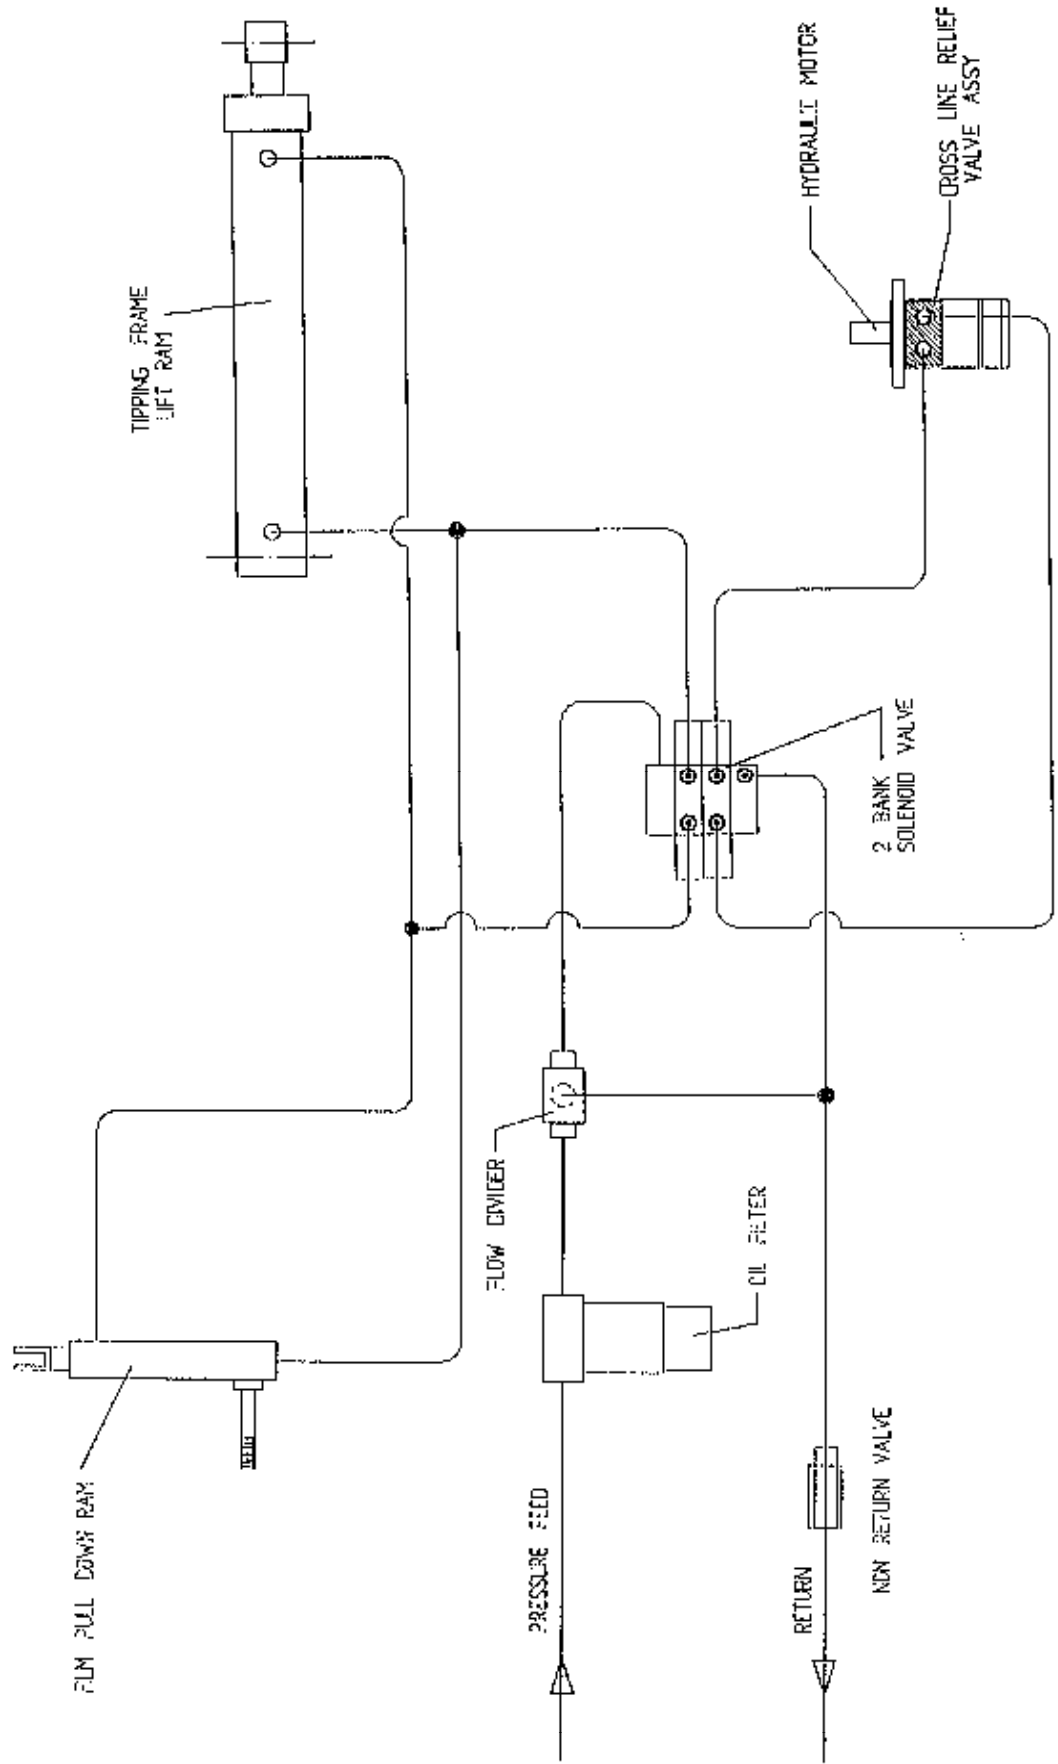 TIPPING FRAME
LIFT RAM
HYDRAULIC MOTOR
CROSS LINE RELIEF
VALVE ASSY
2 BANK
SOLENOID VALVE
FLOW DIVIDER
OIL FILTER
FILM PULL DOWN RAM
PRESSURE FEED
RETURN
NON RETURN VALVE